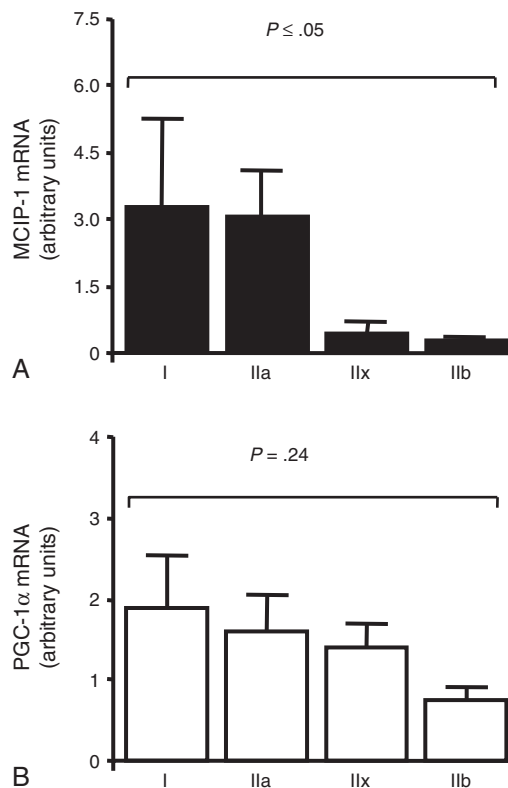 7.5
P ≤ .05
6.0
4.5
3.0
1.5
0
MCIP-1 mRNA
(arbitrary units)
A
I IIa IIx IIb
4
P = .24
3
2
1
0
PGC-1α mRNA
(arbitrary units)
B
I IIa IIx IIb